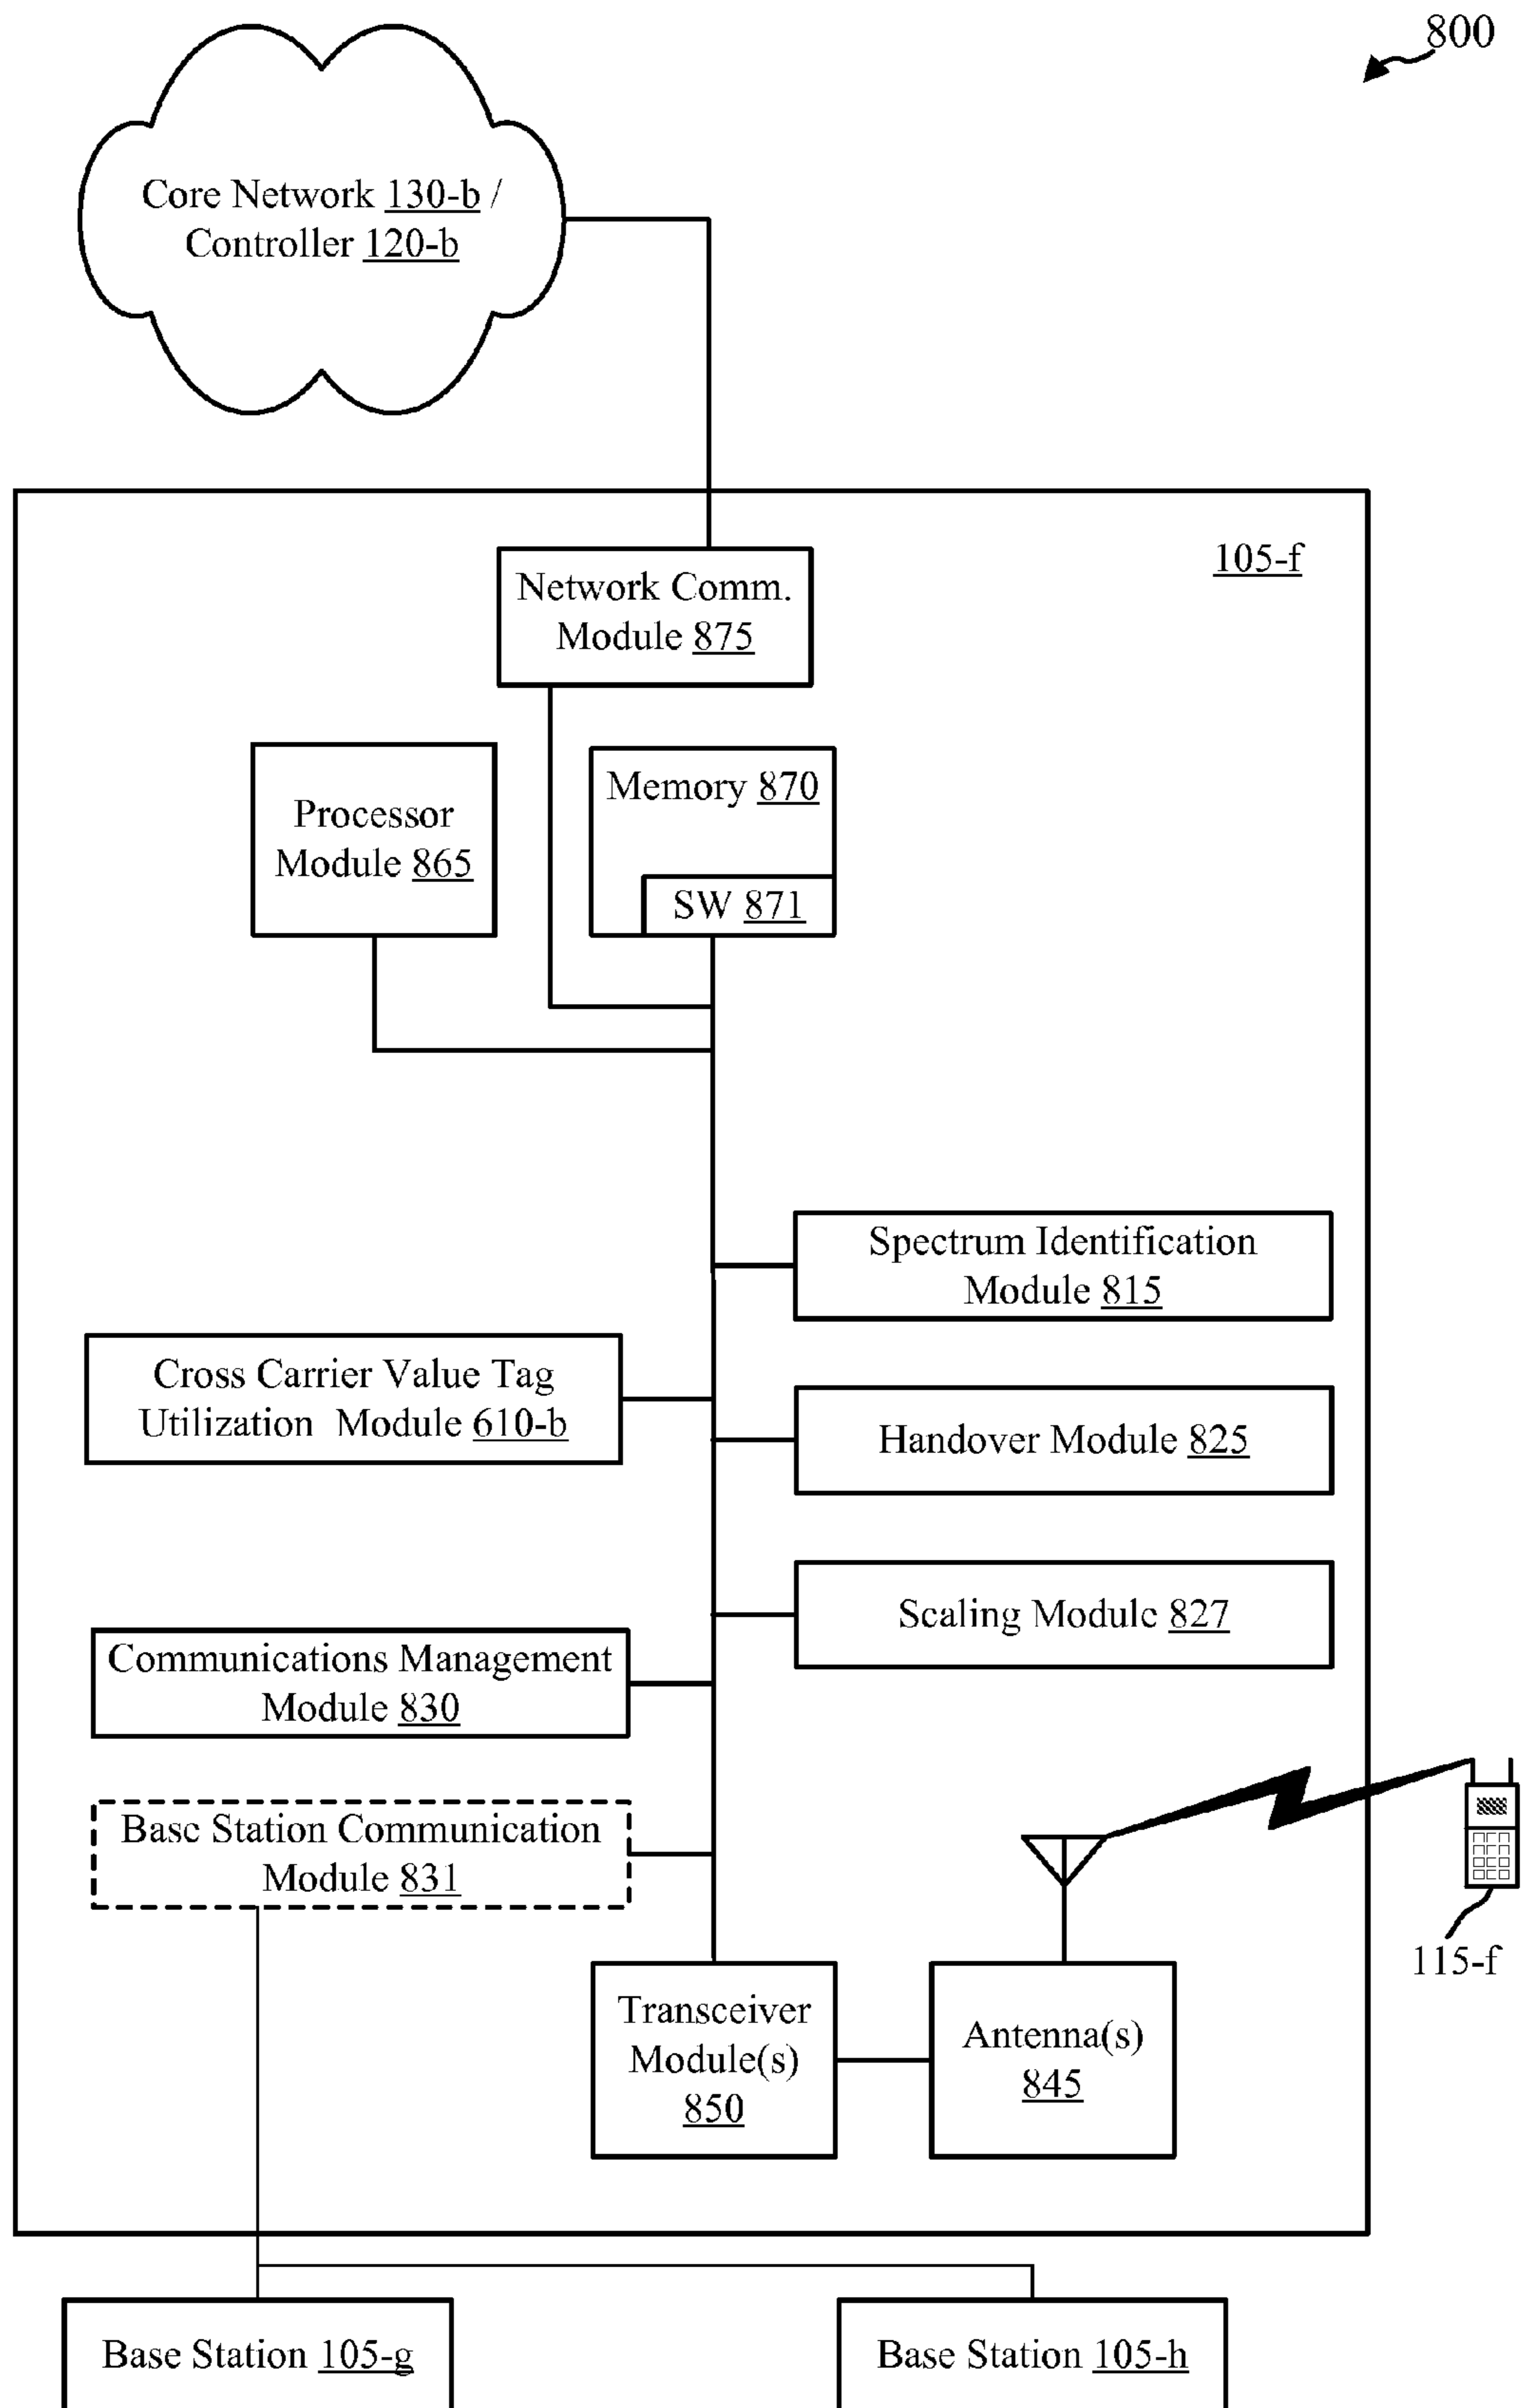 800
Core Network 130-b /
Controller 120-b
105-f
Network Comm.
Module 875
Processor
Module 865
Memory 870
SW 871
Spectrum Identification
Module 815
Cross Carrier Value Tag
Utilization Module 610-b
Handover Module 825
Scaling Module 827
Communications Management
Module 830
Base Station Communication
Module 831
115-f
Transceiver
Module(s)
850
Antenna(s)
845
Base Station 105-g
Base Station 105-h